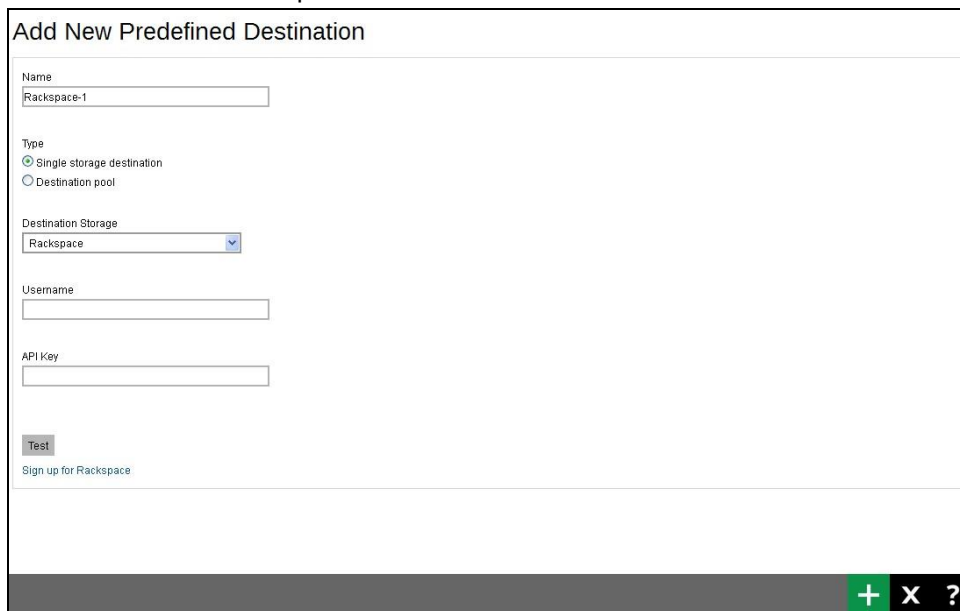 Add New Predefined Destination
Name
Rackspace-1
Type
Single storage destination
Destination pool
Destination Storage
Rackspace
Username
API Key
Test
Sign up for Rackspace
+ x ?